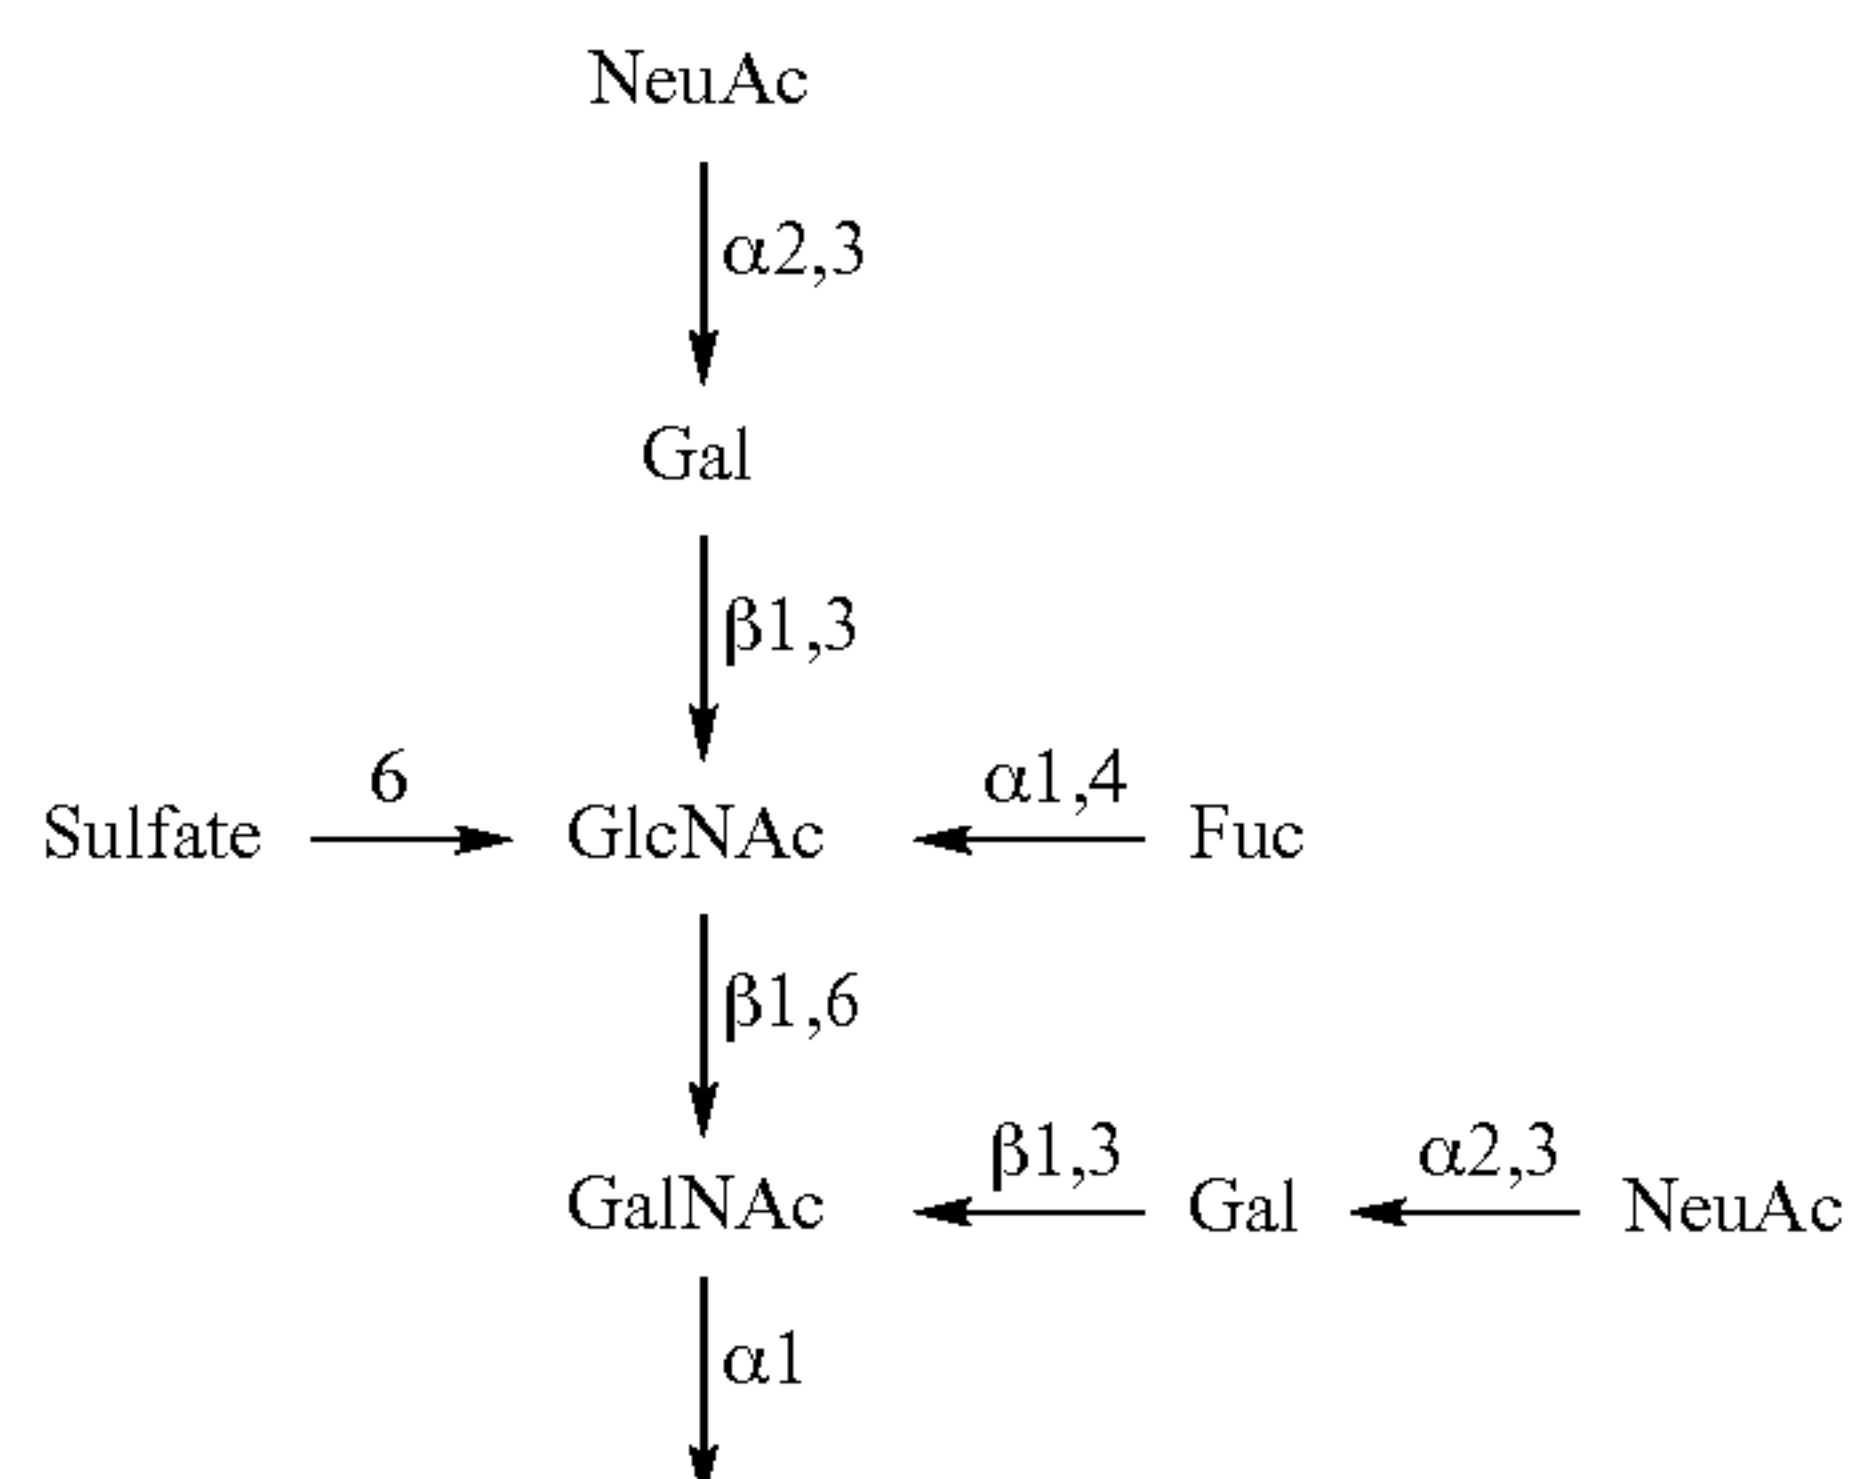 NeuAc
α2,3
Gal
β1,3
6
α1,4
Sulfate GlcNAc Fuc
β1,6
β1,3 α2,3
GalNAc Gal NeuAc
α1